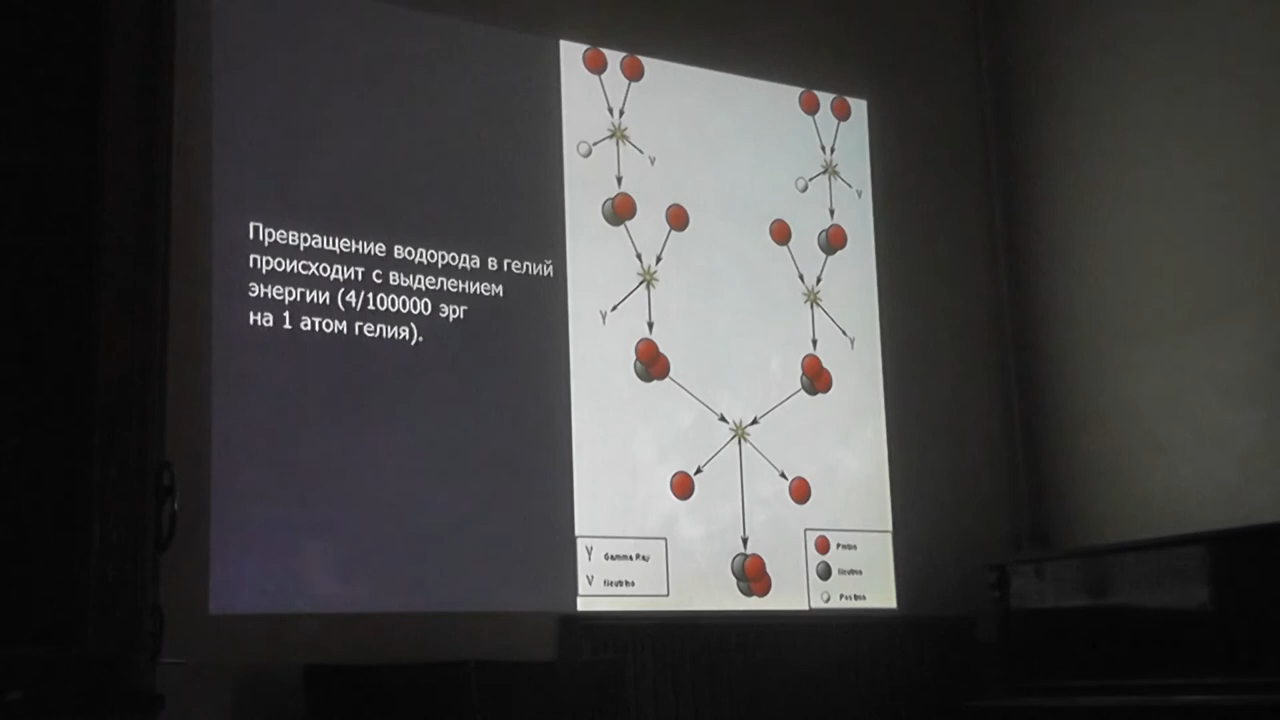 Превращение водорода в гелий
происходит с выделением
энергии (4/100000 эрг
на 1 атом гелия).
ν
ν
γ
γ
γ Gamma Ray
ν Neutrino
Proton
Neutron
Positron